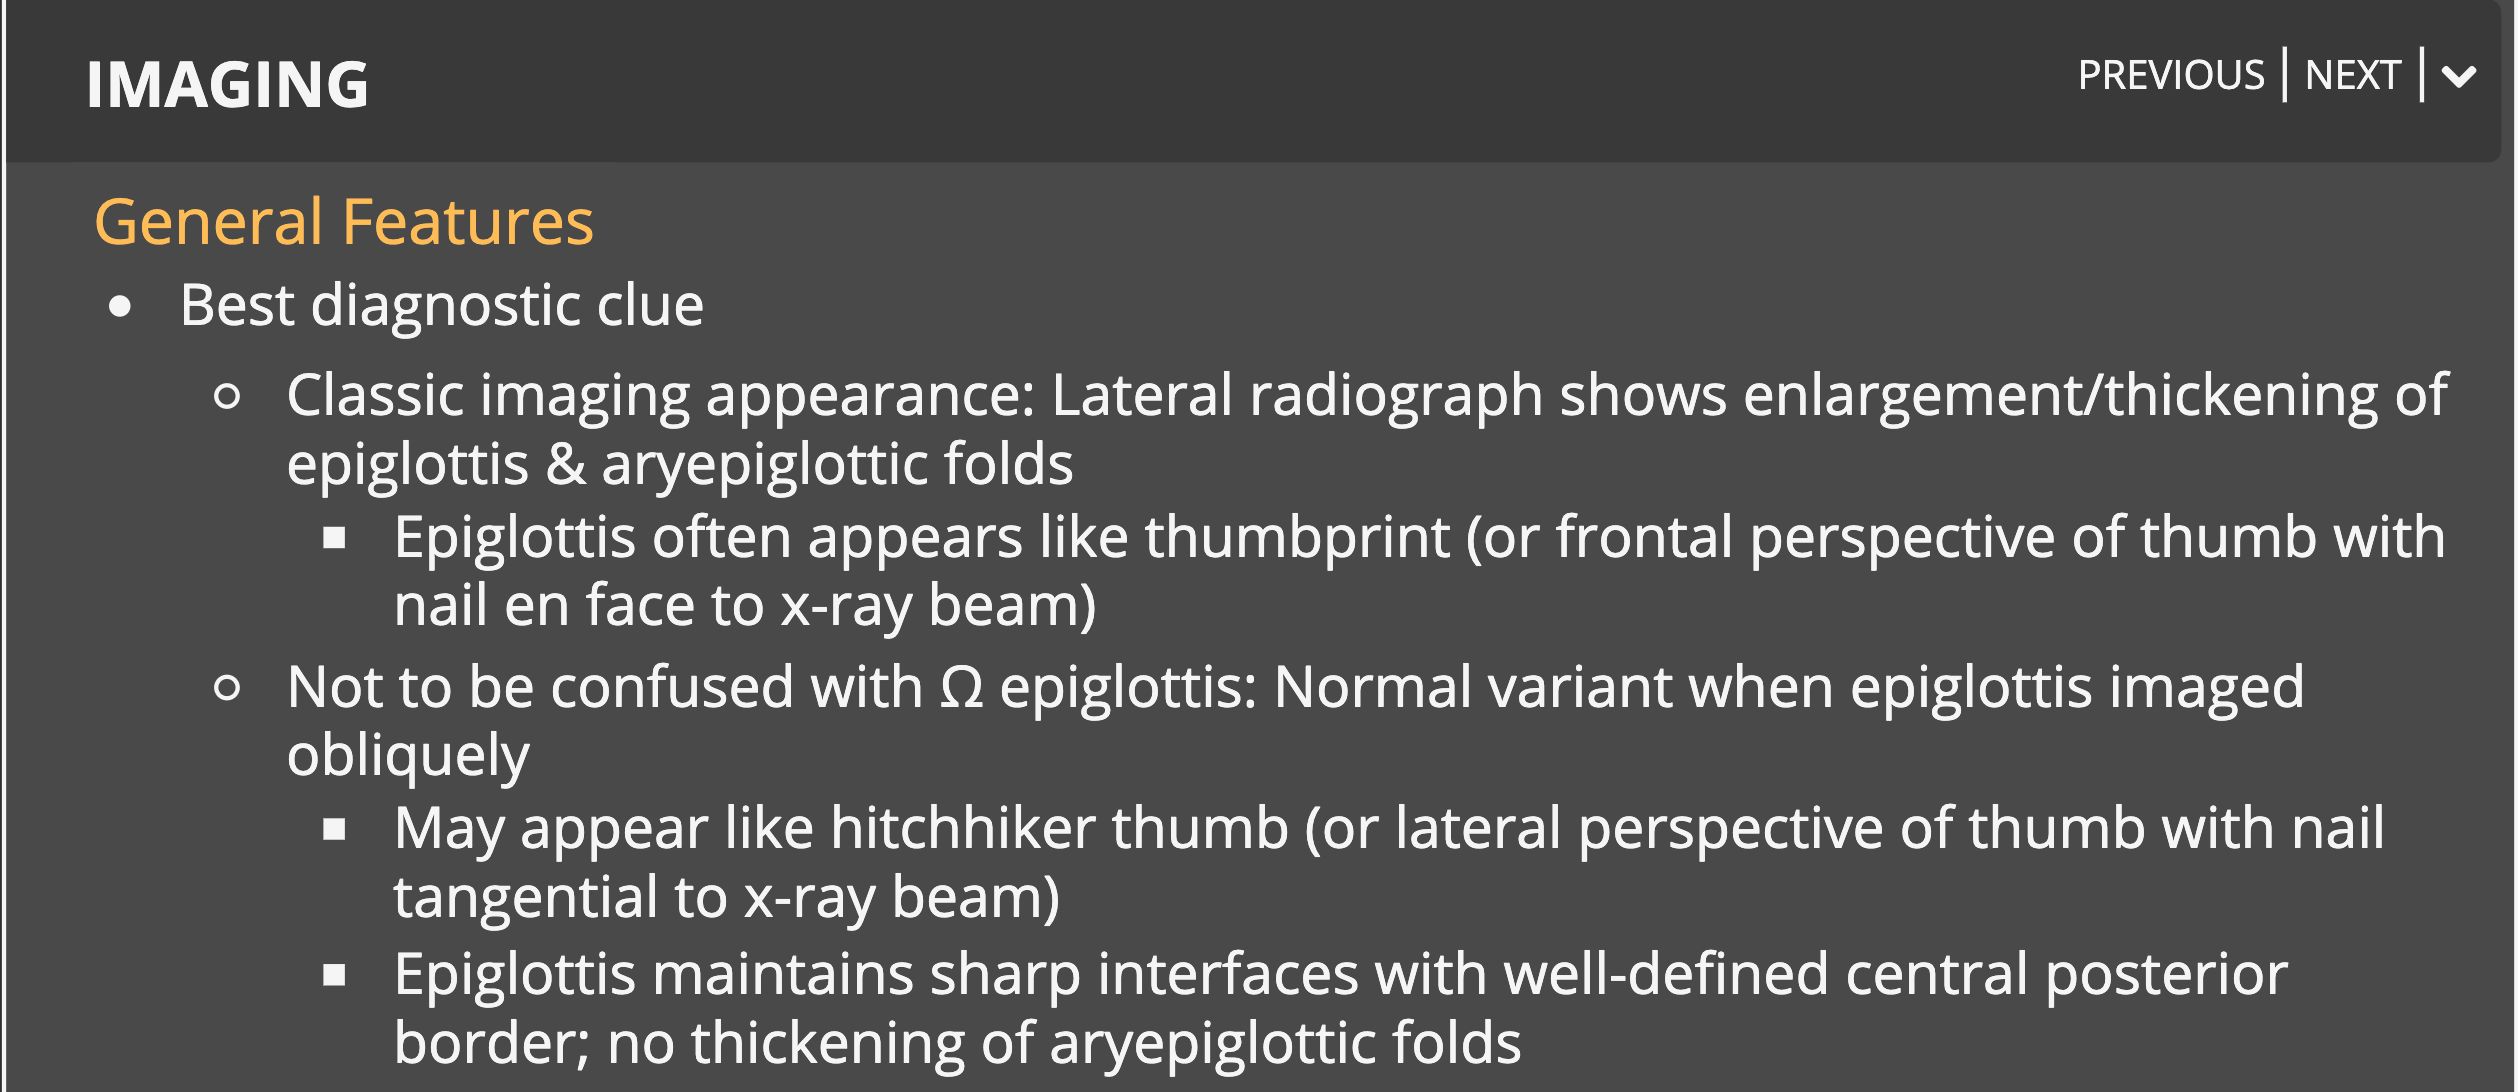 IMAGING
PREVIOUS | NEXT |
General Features
● Best diagnostic clue
○ Classic imaging appearance: Lateral radiograph shows enlargement/thickening of
epiglottis & aryepiglottic folds
■ Epiglottis often appears like thumbprint (or frontal perspective of thumb with
nail en face to x-ray beam)
○ Not to be confused with Ω epiglottis: Normal variant when epiglottis imaged
obliquely
■ May appear like hitchhiker thumb (or lateral perspective of thumb with nail
tangential to x-ray beam)
■ Epiglottis maintains sharp interfaces with well-defined central posterior
border; no thickening of aryepiglottic folds